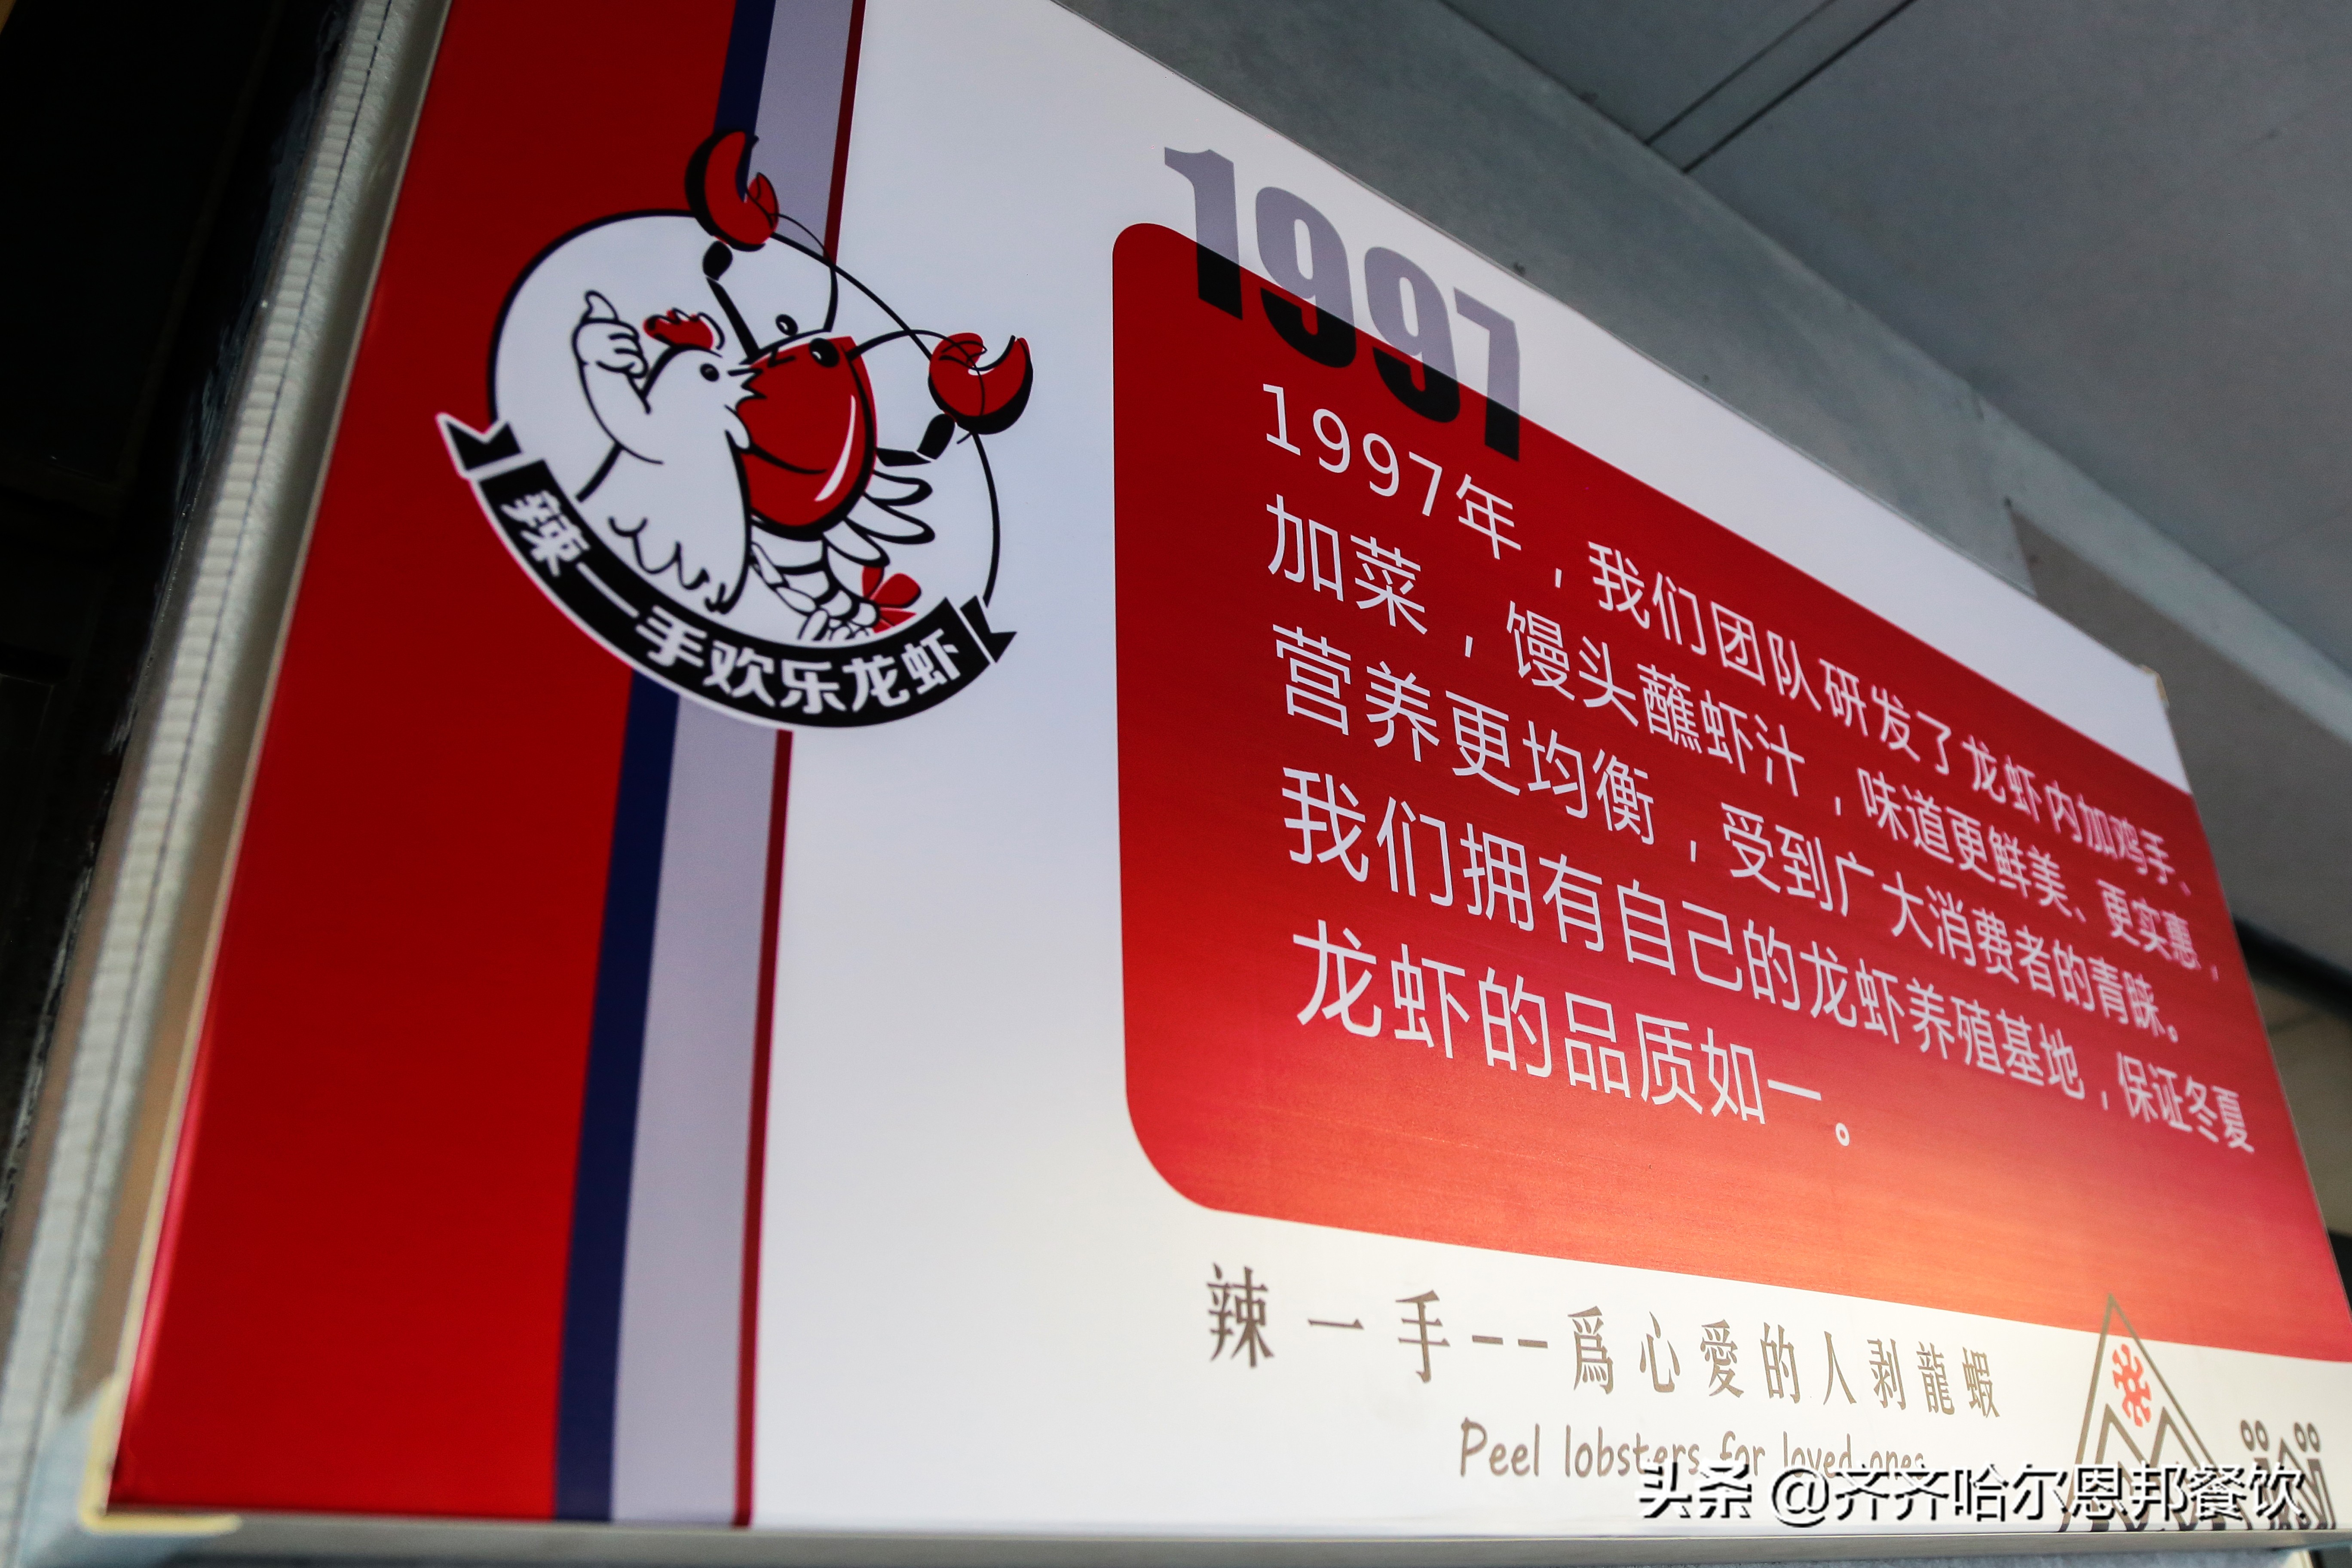 辣一手欢乐龙虾
1997
1997年，我们团队研发了龙虾内加鸡手、
加菜，馒头蘸虾汁，味道更鲜美、更实惠，
营养更均衡，受到广大消费者的青睐。
我们拥有自己的龙虾养殖基地，保证冬夏
龙虾的品质如一。
辣一手--爲心愛的人剥龍蝦
Peel lobsters for loved ones
头条 @齐齐哈尔恩邦餐饮